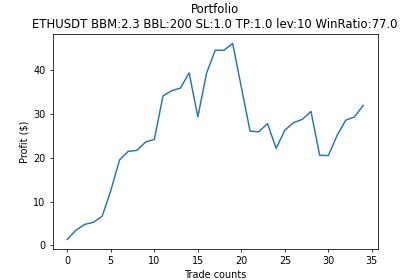 Portfolio
ETHUSDT BBM:2.3 BBL:200 SL:1.0 TP:1.0 lev:10 WinRatio:77.0
40
30
20
10
0
Profit ($)
0 5 10 15 20 25 30 35
Trade counts